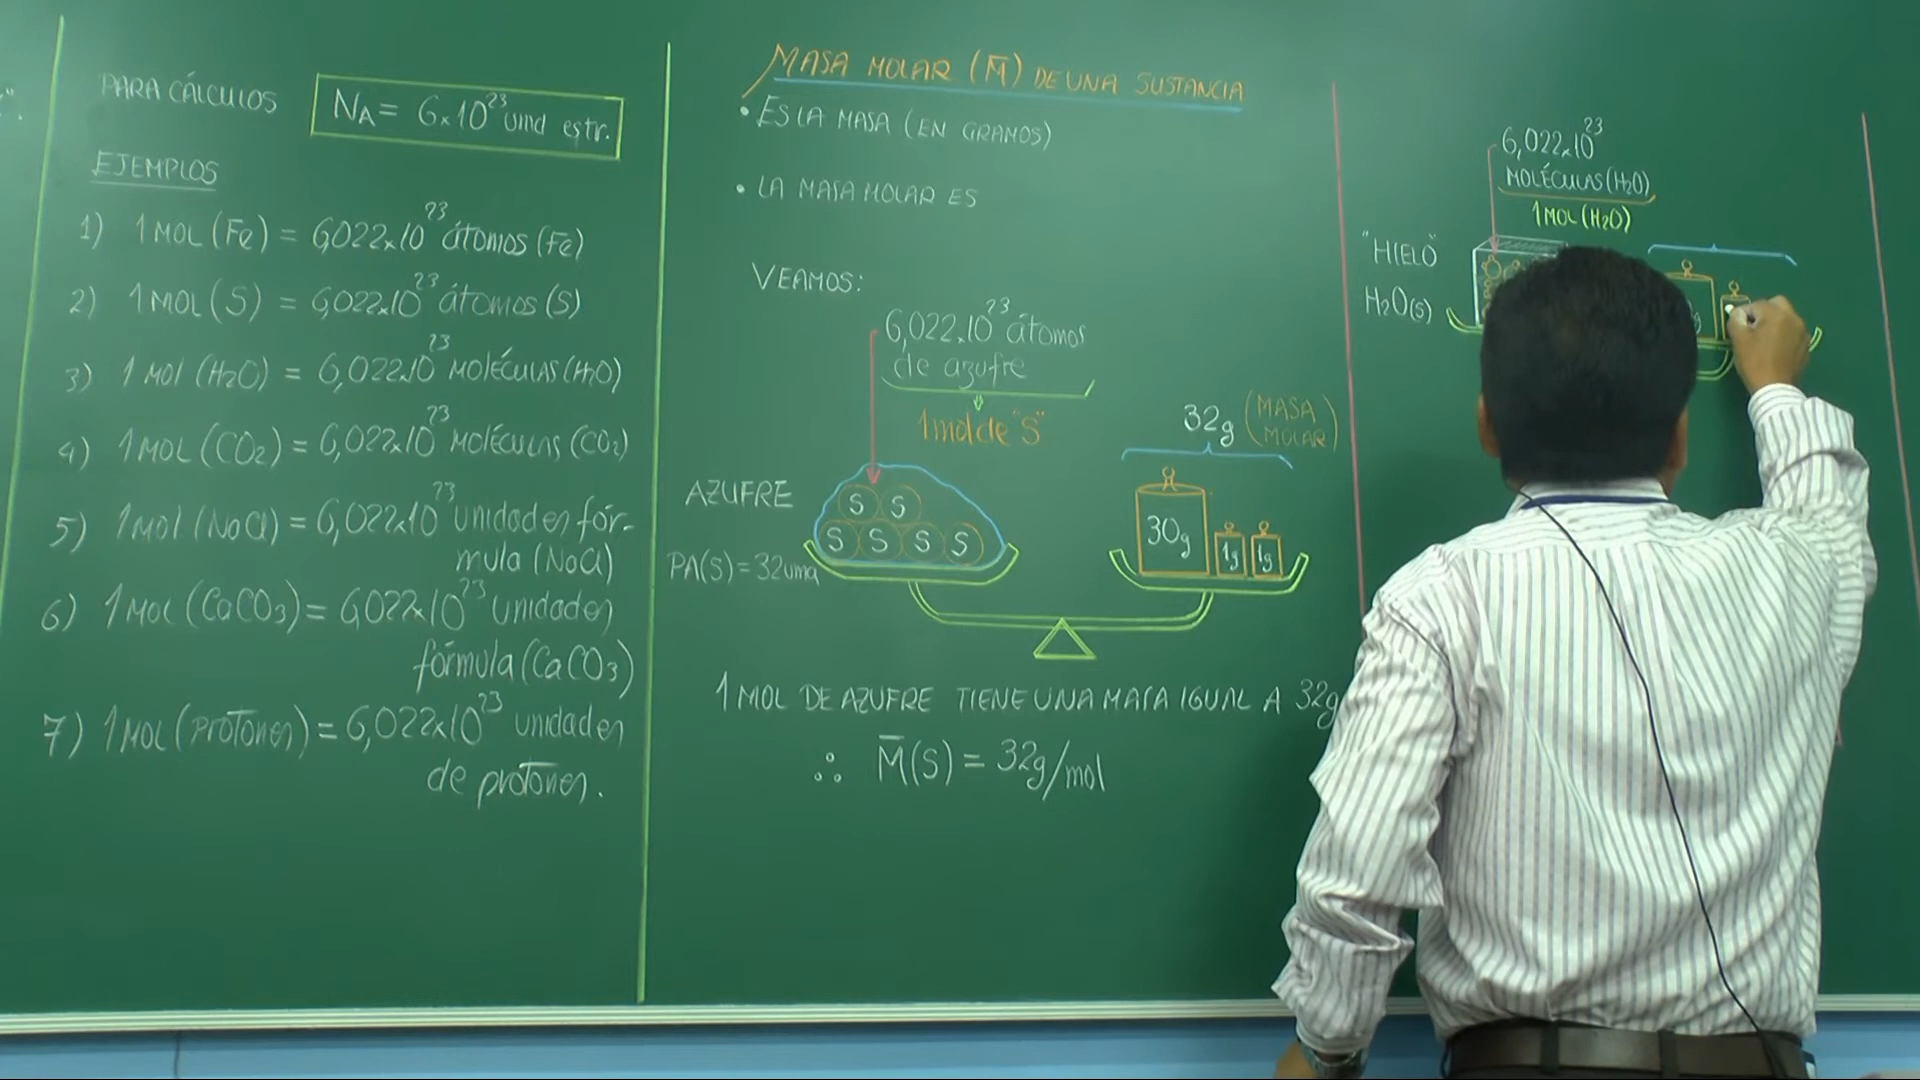 PARA CÁLCULOS
NA = 6x10²³ unid estr.
EJEMPLOS
1) 1 MOL (Fe) = 6,022x10²³ átomos (Fe)
2) 1 MOL (S) = 6,022x10²³ átomos (S)
3) 1 MOL (H₂O) = 6,022x10²³ MOLÉCULAS (H₂O)
4) 1 MOL (CO₂) = 6,022x10²³ MOLÉCULAS (CO₂)
5) 1 mol (NaCl) = 6,022x10²³ unidades fór-
mula (NaCl)
6) 1 MOL (CaCO₃) = 6,022x10²³ unidades
fórmula (CaCO₃)
7) 1 MOL (protones) = 6,022x10²³ unidades
de protones.
MASA MOLAR (M̅) DE UNA SUSTANCIA
• ES LA MASA (EN GRAMOS)
• LA MASA MOLAR ES
VEAMOS:
6,022x10²³ átomos
de azufre
1 mol de "S"
32g (MASA MOLAR)
AZUFRE
PA(S) = 32uma
S S
S S S S
30g 1g 1g
1 MOL DE AZUFRE TIENE UNA MASA IGUAL A 32g
∴ M̅(S) = 32g/mol
6,022x10²³
MOLÉCULAS (H₂O)
1 MOL (H₂O)
"HIELO"
H₂O(s)